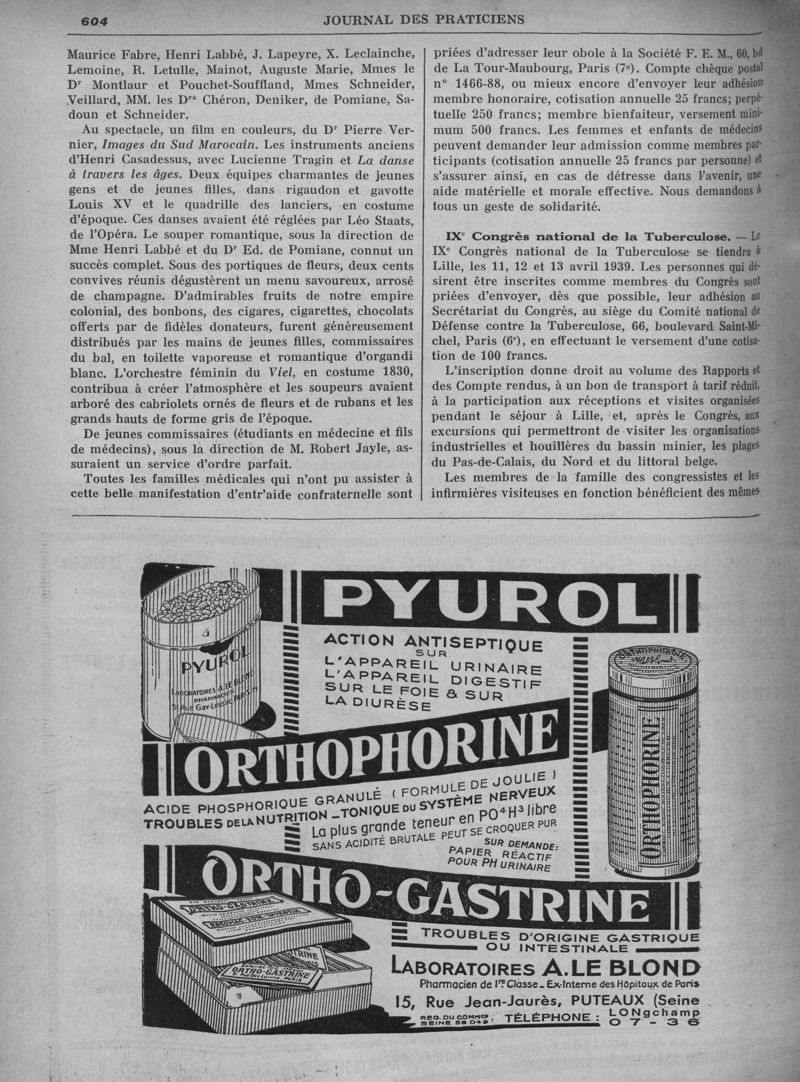 604
JOURNAL DES PRATICIENS
Maurice Fabre, Henri Labbé, J. Lapeyre, X. Leclainche,
Lemoine, R. Letulle, Mainot, Auguste Marie, Mmes le
Dr Montlaur et Pouchet-Souffland, Mmes Schneider,
Veillard, MM. les Drs Chéron, Deniker, de Pomiane, Sa-
doun et Schneider.
Au spectacle, un film en couleurs, du Dr Pierre Ver-
nier, Images du Sud Marocain. Les instruments anciens
d'Henri Casadessus, avec Lucienne Tragin et La danse
à travers les âges. Deux équipes charmantes de jeunes
gens et de jeunes filles, dans rigaudon et gavotte
Louis XV et le quadrille des lanciers, en costume
d'époque. Ces danses avaient été réglées par Léo Staats,
de l'Opéra. Le souper romantique, sous la direction de
Mme Henri Labbé et du Dr Ed. de Pomiane, connut un
succès complet. Sous des portiques de fleurs, deux cents
convives réunis dégustèrent un menu savoureux, arrosé
de champagne. D'admirables fruits de notre empire
colonial, des bonbons, des cigares, cigarettes, chocolats
offerts par de fidèles donateurs, furent généreusement
distribués par les mains de jeunes filles, commissaires
du bal, en toilette vaporeuse et romantique d'organdi
blanc. L'orchestre féminin du Viel, en costume 1830,
contribua à créer l'atmosphère et les soupeurs avaient
arboré des cabriolets ornés de fleurs et de rubans et les
grands hauts de forme gris de l'époque.
De jeunes commissaires (étudiants en médecine et fils
de médecins), sous la direction de M. Robert Jayle, as-
suraient un service d'ordre parfait.
Toutes les familles médicales qui n'ont pu assister à
cette belle manifestation d'entr'aide confraternelle sont
priées d'adresser leur obole à la Société F. E. M., 60, bd
de La Tour-Maubourg, Paris (7e). Compte chèque postal
n° 1466-88, ou mieux encore d'envoyer leur adhésion
membre honoraire, cotisation annuelle 25 francs; perpé-
tuelle 250 francs; membre bienfaiteur, versement mini-
mum 500 francs. Les femmes et enfants de médecins
peuvent demander leur admission comme membres par-
ticipants (cotisation annuelle 25 francs par personne) et
s'assurer ainsi, en cas de détresse dans l'avenir, une
aide matérielle et morale effective. Nous demandons à
tous un geste de solidarité.
IXe Congrès national de la Tuberculose. — Le
IXe Congrès national de la Tuberculose se tiendra à
Lille, les 11, 12 et 13 avril 1939. Les personnes qui dé-
sirent être inscrites comme membres du Congrès sont
priées d'envoyer, dès que possible, leur adhésion au
Secrétariat du Congrès, au siège du Comité national de
Défense contre la Tuberculose, 66, boulevard Saint-Mi-
chel, Paris (6e), en effectuant le versement d'une cotisa-
tion de 100 francs.
L'inscription donne droit au volume des Rapports et
des Compte rendus, à un bon de transport à tarif réduit,
à la participation aux réceptions et visites organisées
pendant le séjour à Lille, et, après le Congrès, aux
excursions qui permettront de visiter les organisations
industrielles et houillères du bassin minier, les plages
du Pas-de-Calais, du Nord et du littoral belge.
Les membres de la famille des congressistes et les
infirmières visiteuses en fonction bénéficient des mêmes
PYUROL
ACTION ANTISEPTIQUE
SUR
L'APPAREIL URINAIRE
L'APPAREIL DIGESTIF
SUR LE FOIE & SUR
LA DIURÈSE
PYUROL
LABORATOIRES A. LE BLOND
PHARMACIEN
51, Rue Gay-Lussac PARIS
ORTHOPHORINE
ORTHOPHORINE
ORTHOPHORINE
ACIDE PHOSPHORIQUE GRANULÉ (FORMULE DE JOULIE)
TROUBLES DE LA NUTRITION _ TONIQUE DU SYSTÈME NERVEUX
La plus grande teneur en PO4H3 libre
SANS ACIDITÉ BRUTALE PEUT SE CROQUER PUR
SUR DEMANDE:
PAPIER RÉACTIF
POUR PH URINAIRE
ORTHO-GASTRINE
ORTHO-GASTRINE
ORTHO-GASTRINE
TROUBLES D'ORIGINE GASTRIQUE
OU INTESTINALE
LABORATOIRES A. LE BLOND
Pharmacien de 1re Classe _ Ex-Interne des Hôpitaux de Paris
15, Rue Jean-Jaurès, PUTEAUX (Seine
REG. DU COMMce, SEINE 56049, TÉLÉPHONE : LONgchamp
07-36